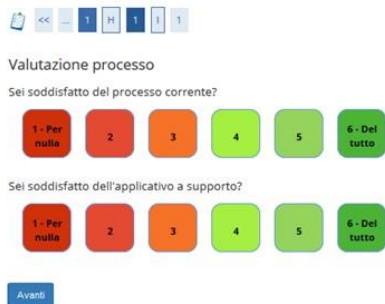 << ... 1 H 1 I 1
Valutazione processo
Sei soddisfatto del processo corrente?
1 - Per nulla 2 3 4 5 6 - Del tutto
Sei soddisfatto dell'applicativo a supporto?
1 - Per nulla 2 3 4 5 6 - Del tutto
Avanti